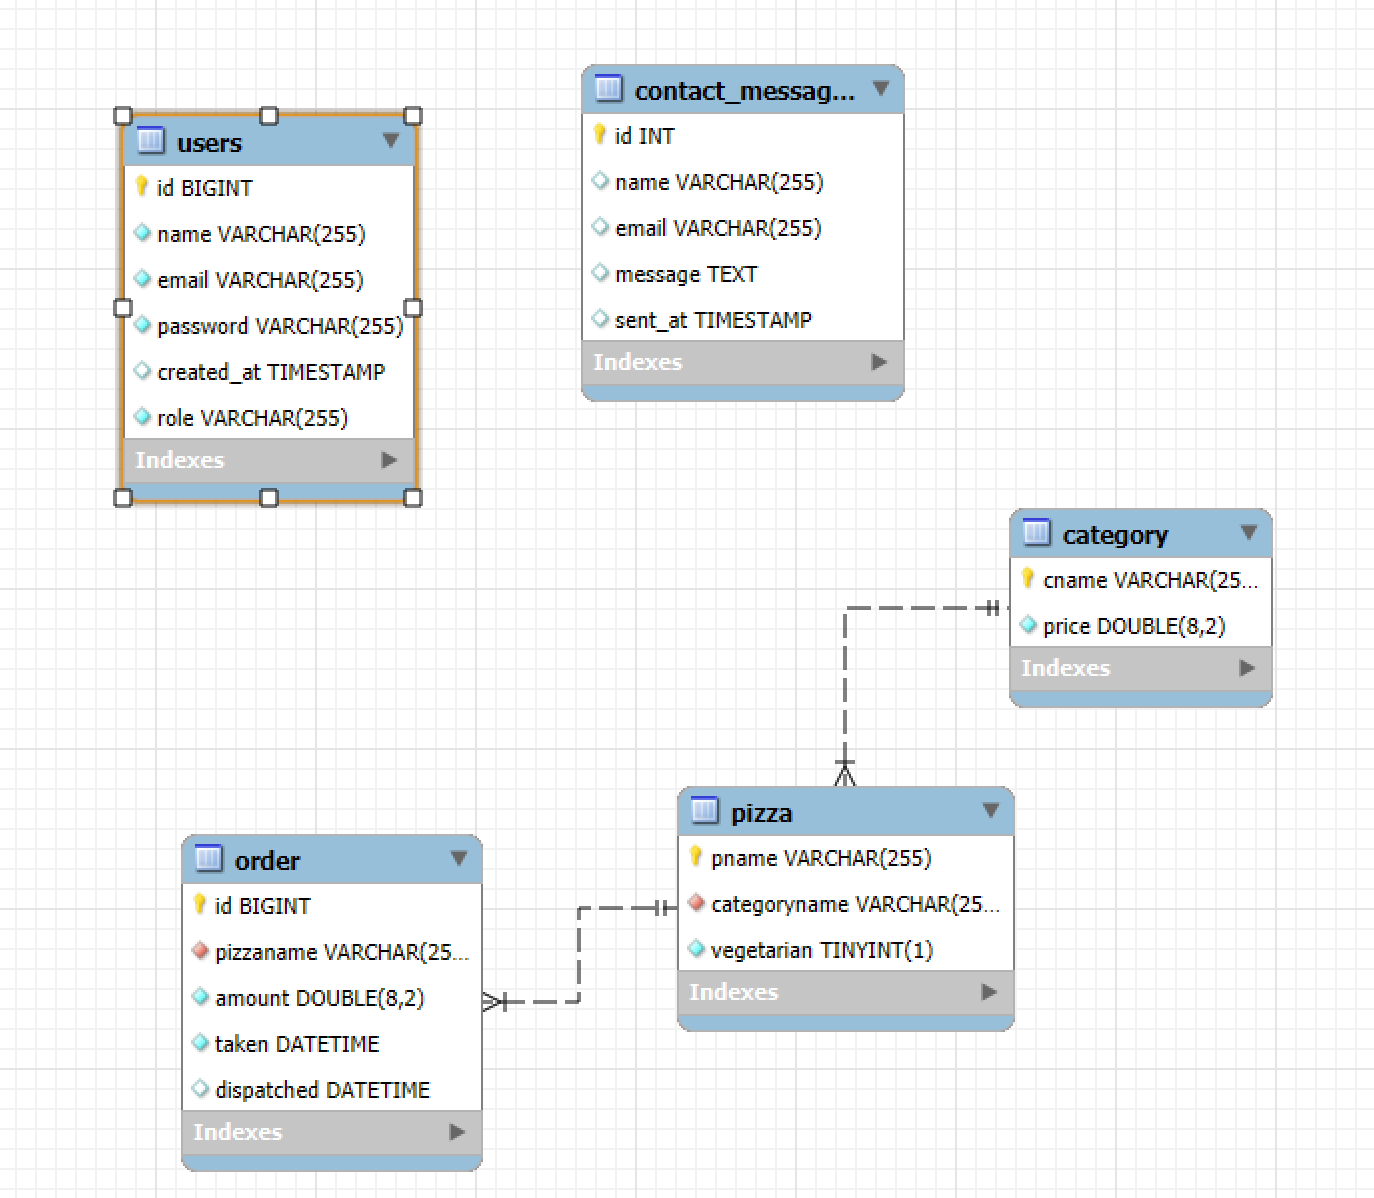 users
id BIGINT
name VARCHAR(255)
email VARCHAR(255)
password VARCHAR(255)
created_at TIMESTAMP
role VARCHAR(255)
Indexes
contact_messag...
id INT
name VARCHAR(255)
email VARCHAR(255)
message TEXT
sent_at TIMESTAMP
Indexes
category
cname VARCHAR(25...
price DOUBLE(8,2)
Indexes
pizza
pname VARCHAR(255)
categoryname VARCHAR(25...
vegetarian TINYINT(1)
Indexes
order
id BIGINT
pizzaname VARCHAR(25...
amount DOUBLE(8,2)
taken DATETIME
dispatched DATETIME
Indexes